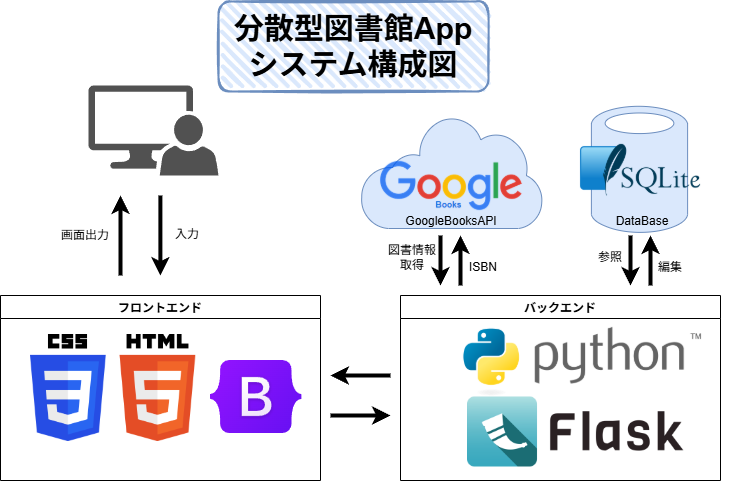 分散型図書館App
システム構成図
Google
Books
GoogleBooksAPI
SQLite
DataBase
画面出力
入力
図書情報
取得
ISBN
参照
編集
フロントエンド
CSS
3
HTML
5
B
バックエンド
python™
Flask